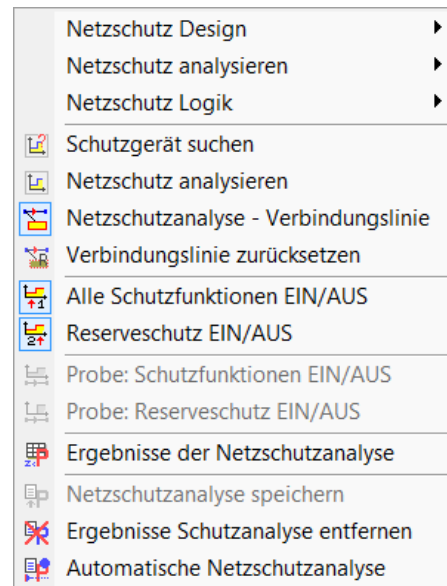 Netzschutz Design
Netzschutz analysieren
Netzschutz Logik
Schutzgerät suchen
Netzschutz analysieren
Netzschutzanalyse - Verbindungslinie
Verbindungslinie zurücksetzen
Alle Schutzfunktionen EIN/AUS
Reserveschutz EIN/AUS
Probe: Schutzfunktionen EIN/AUS
Probe: Reserveschutz EIN/AUS
Ergebnisse der Netzschutzanalyse
Netzschutzanalyse speichern
Ergebnisse Schutzanalyse entfernen
Automatische Netzschutzanalyse